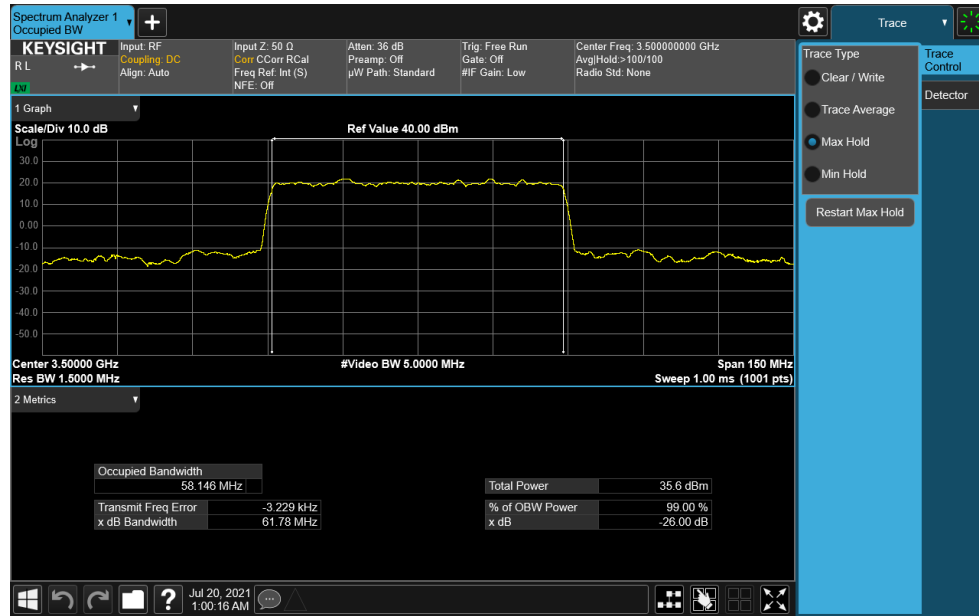 Spectrum Analyzer 1
Occupied BW
Trace
KEYSIGHT
R L
LXI
Input: RF
Coupling: DC
Align: Auto
Input Z: 50 Ω
Corr CCorr RCal
Freq Ref: Int (S)
NFE: Off
Atten: 36 dB
Preamp: Off
µW Path: Standard
Trig: Free Run
Gate: Off
#IF Gain: Low
Center Freq: 3.500000000 GHz
Avg|Hold:>100/100
Radio Std: None
Trace Type
Clear / Write
Trace Average
Max Hold
Min Hold
Restart Max Hold
Trace
Control
Detector
1 Graph
Scale/Div 10.0 dB
Ref Value 40.00 dBm
Log
30.0
20.0
10.0
0.00
-10.0
-20.0
-30.0
-40.0
-50.0
Center 3.50000 GHz
#Video BW 5.0000 MHz
Span 150 MHz
Res BW 1.5000 MHz
Sweep 1.00 ms (1001 pts)
2 Metrics
Occupied Bandwidth
58.146 MHz
Total Power 35.6 dBm
Transmit Freq Error -3.229 kHz
% of OBW Power 99.00 %
x dB Bandwidth 61.78 MHz
x dB -26.00 dB
?
Jul 20, 2021
1:00:16 AM